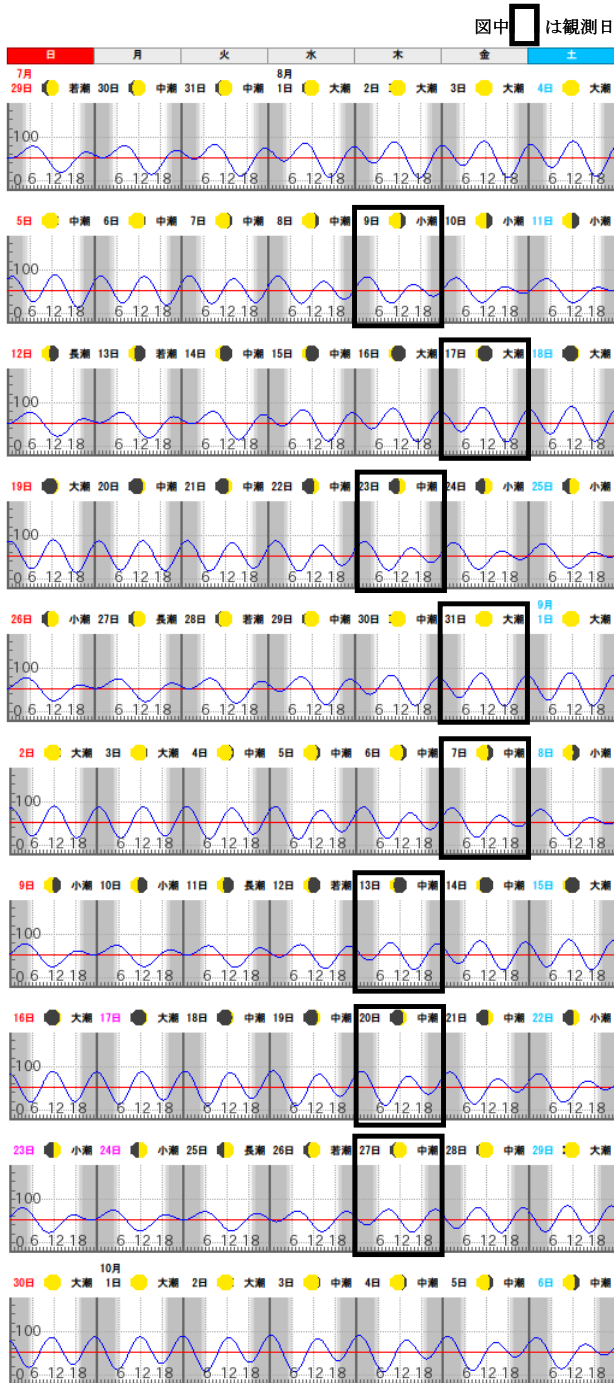 図中 は観測日
日 月 火 水 木 金 土
7月 8月
29日 若潮 30日 中潮 31日 中潮 1日 大潮 2日 大潮 3日 大潮 4日 大潮
100
0 6 12 18 6 12 18 6 12 18 6 12 18 6 12 18 6 12 18 6 12 18
5日 中潮 6日 中潮 7日 中潮 8日 中潮 9日 小潮 10日 小潮 11日 小潮
100
0 6 12 18 6 12 18 6 12 18 6 12 18 6 12 18 6 12 18 6 12 18
12日 長潮 13日 若潮 14日 中潮 15日 中潮 16日 大潮 17日 大潮 18日 大潮
100
0 6 12 18 6 12 18 6 12 18 6 12 18 6 12 18 6 12 18 6 12 18
19日 大潮 20日 中潮 21日 中潮 22日 中潮 23日 中潮 24日 小潮 25日 小潮
100
0 6 12 18 6 12 18 6 12 18 6 12 18 6 12 18 6 12 18 6 12 18
9月
26日 小潮 27日 長潮 28日 若潮 29日 中潮 30日 中潮 31日 大潮 1日 大潮
100
0 6 12 18 6 12 18 6 12 18 6 12 18 6 12 18 6 12 18 6 12 18
2日 大潮 3日 大潮 4日 中潮 5日 中潮 6日 中潮 7日 中潮 8日 小潮
100
0 6 12 18 6 12 18 6 12 18 6 12 18 6 12 18 6 12 18 6 12 18
9日 小潮 10日 小潮 11日 長潮 12日 若潮 13日 中潮 14日 中潮 15日 大潮
100
0 6 12 18 6 12 18 6 12 18 6 12 18 6 12 18 6 12 18 6 12 18
16日 大潮 17日 大潮 18日 中潮 19日 中潮 20日 中潮 21日 中潮 22日 小潮
100
0 6 12 18 6 12 18 6 12 18 6 12 18 6 12 18 6 12 18 6 12 18
23日 小潮 24日 小潮 25日 長潮 26日 若潮 27日 中潮 28日 中潮 29日 大潮
100
0 6 12 18 6 12 18 6 12 18 6 12 18 6 12 18 6 12 18 6 12 18
10月
30日 大潮 1日 大潮 2日 大潮 3日 中潮 4日 中潮 5日 中潮 6日 中潮
100
0 6 12 18 6 12 18 6 12 18 6 12 18 6 12 18 6 12 18 6 12 18